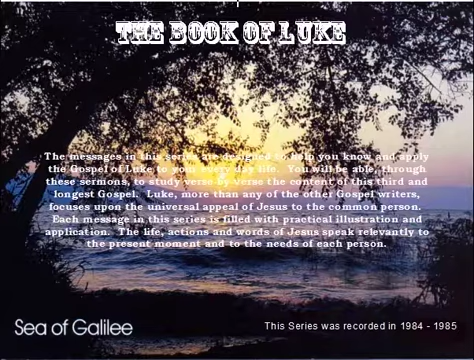 THE BOOK OF LUKE
The messages in this series are designed to help you know and apply
the Gospel of Luke to your every day life.  You will be able, through
these sermons, to study verse by verse the content of this third and
longest Gospel.  Luke, more than any of the other Gospel writers,
focuses upon the universal appeal of Jesus to the common person.
Each message in this series is filled with practical illustration and
application.  The life, actions and words of Jesus speak relevantly to
the present moment and to the needs of each person.
Sea of Galilee
This Series was recorded in 1984 - 1985